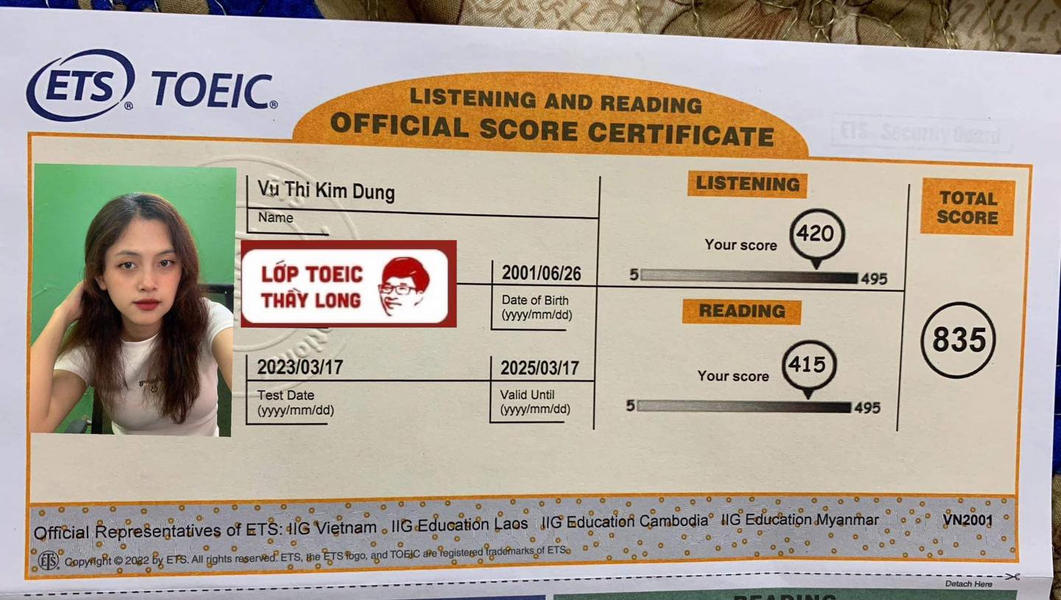 ETS® TOEIC®
LISTENING AND READING
OFFICIAL SCORE CERTIFICATE
ETS Security Guard
Vu Thi Kim Dung
Name
LỚP TOEIC
THẦY LONG
2001/06/26
Date of Birth
(yyyy/mm/dd)
2023/03/17
Test Date
(yyyy/mm/dd)
2025/03/17
Valid Until
(yyyy/mm/dd)
LISTENING
Your score 420
5 495
READING
Your score 415
5 495
TOTAL
SCORE
835
Official Representatives of ETS: IIG Vietnam IIG Education Laos IIG Education Cambodia IIG Education Myanmar VN2001
ETS Copyright © 2022 by ETS. All rights reserved. ETS, the ETS logo, and TOEIC are registered trademarks of ETS.
Detach Here
READING